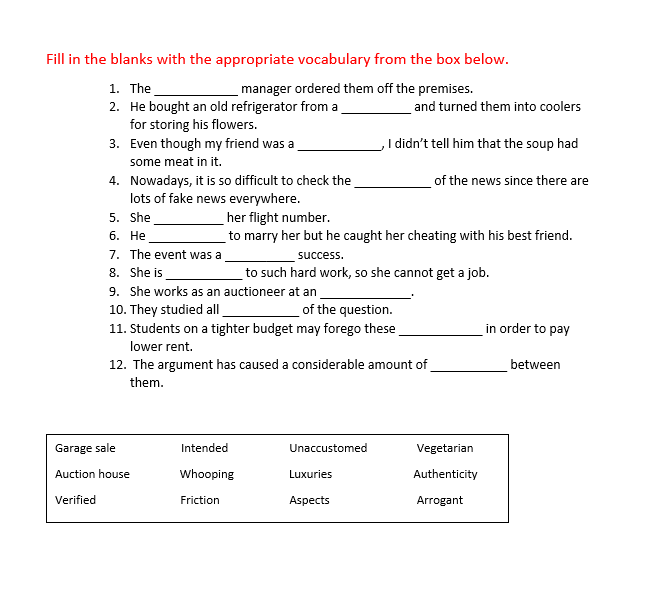 Fill in the blanks with the appropriate vocabulary from the box below.
1. The ____________ manager ordered them off the premises.
2. He bought an old refrigerator from a __________ and turned them into coolers
for storing his flowers.
3. Even though my friend was a ____________, I didn't tell him that the soup had
some meat in it.
4. Nowadays, it is so difficult to check the ___________ of the news since there are
lots of fake news everywhere.
5. She __________ her flight number.
6. He ___________ to marry her but he caught her cheating with his best friend.
7. The event was a __________ success.
8. She is ___________ to such hard work, so she cannot get a job.
9. She works as an auctioneer at an _____________.
10. They studied all ___________ of the question.
11. Students on a tighter budget may forego these ____________ in order to pay
lower rent.
12. The argument has caused a considerable amount of ___________ between
them.
Garage sale Intended Unaccustomed Vegetarian
Auction house Whooping Luxuries Authenticity
Verified Friction Aspects Arrogant